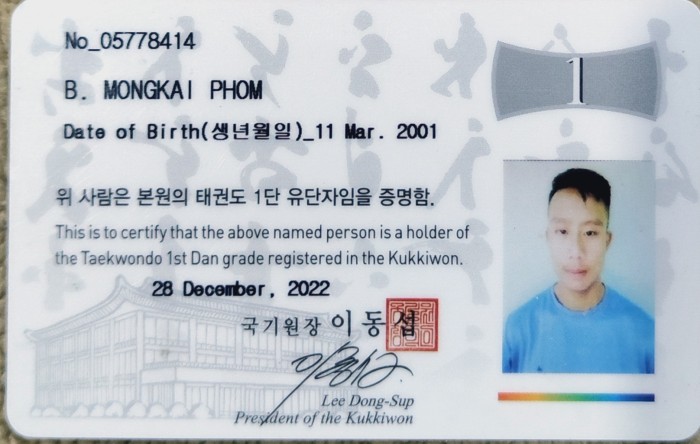 No_05778414
1
B. MONGKAI PHOM
Date of Birth(생년월일)_11 Mar. 2001
위 사람은 본원의 태권도 1단 유단자임을 증명함.
This is to certify that the above named person is a holder of
the Taekwondo 1st Dan grade registered in the Kukkiwon.
28 December, 2022
국기원장 이동섭
Lee Dong-Sup
President of the Kukkiwon